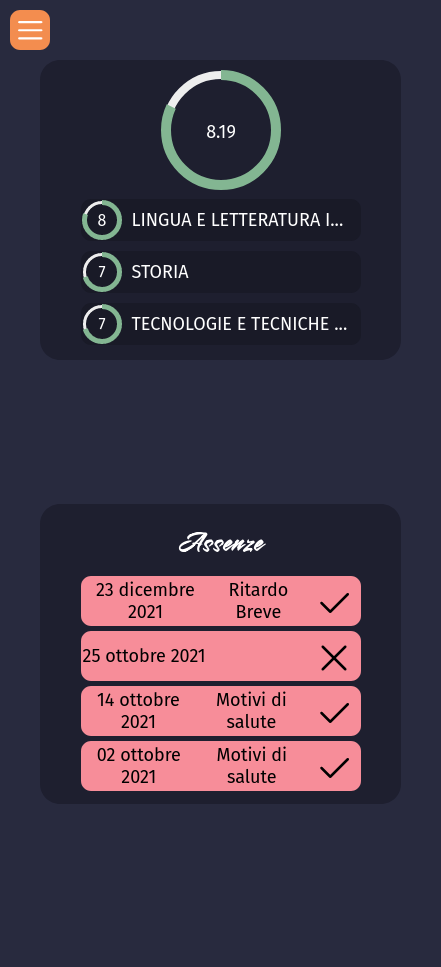 8.19
8 LINGUA E LETTERATURA I...
7 STORIA
7 TECNOLOGIE E TECNICHE ...
Assenze
23 dicembre Ritardo
2021 Breve
25 ottobre 2021
14 ottobre Motivi di
2021 salute
02 ottobre Motivi di
2021 salute